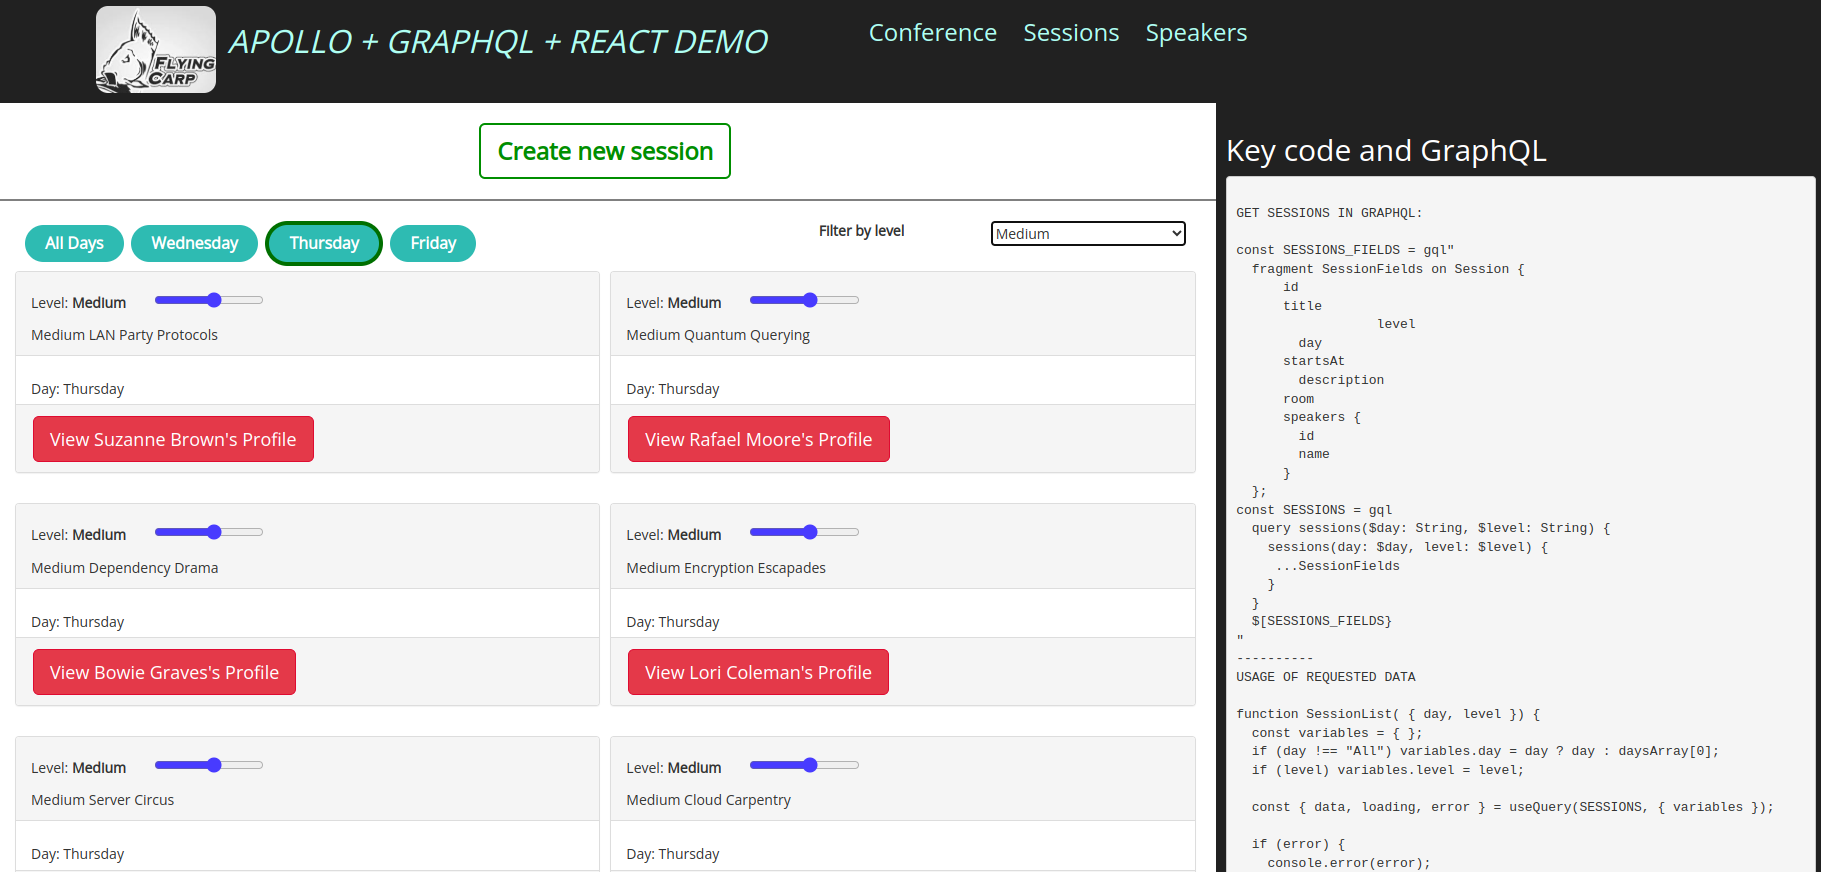 FLYING
CARP
APOLLO + GRAPHQL + REACT DEMO
Conference Sessions Speakers
Create new session
All Days Wednesday Thursday Friday
Filter by level Medium
Level: Medium
Medium LAN Party Protocols
Day: Thursday
View Suzanne Brown's Profile
Level: Medium
Medium Quantum Querying
Day: Thursday
View Rafael Moore's Profile
Level: Medium
Medium Dependency Drama
Day: Thursday
View Bowie Graves's Profile
Level: Medium
Medium Encryption Escapades
Day: Thursday
View Lori Coleman's Profile
Level: Medium
Medium Server Circus
Day: Thursday
Level: Medium
Medium Cloud Carpentry
Day: Thursday
Key code and GraphQL
GET SESSIONS IN GRAPHQL:
const SESSIONS_FIELDS = gql"
fragment SessionFields on Session {
id
title
level
day
startsAt
description
room
speakers {
id
name
}
};
const SESSIONS = gql
query sessions($day: String, $level: String) {
sessions(day: $day, level: $level) {
...SessionFields
}
}
$[SESSIONS_FIELDS}
"
----------
USAGE OF REQUESTED DATA
function SessionList( { day, level }) {
const variables = { };
if (day !== "All") variables.day = day ? day : daysArray[0];
if (level) variables.level = level;
const { data, loading, error } = useQuery(SESSIONS, { variables });
if (error) {
console.error(error);